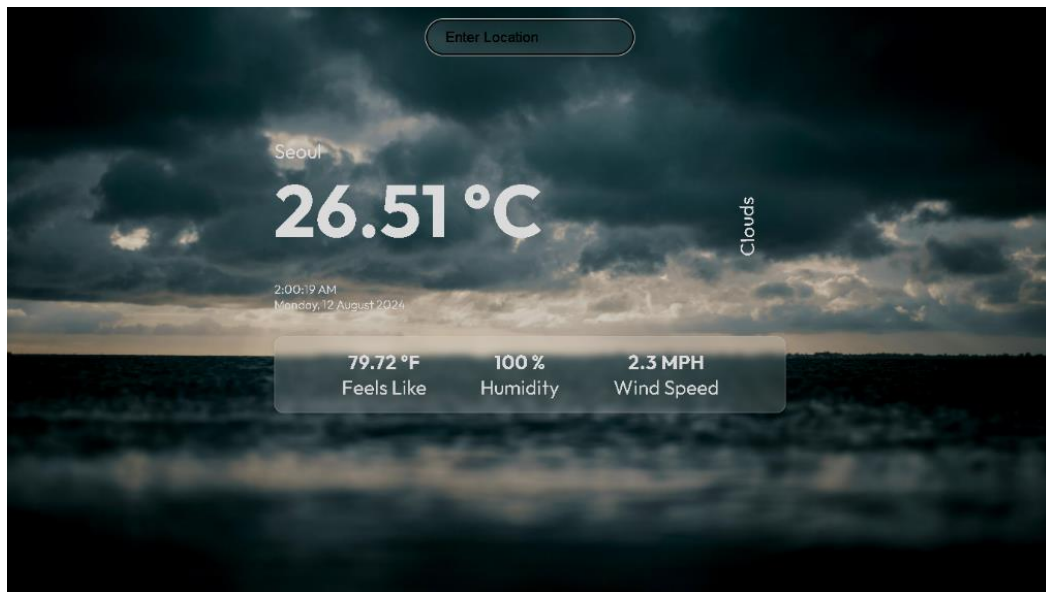 Enter Location
Seoul
26.51 °C
Clouds
2:00:19 AM
Monday, 12 August 2024
79.72 °F
Feels Like
100 %
Humidity
2.3 MPH
Wind Speed